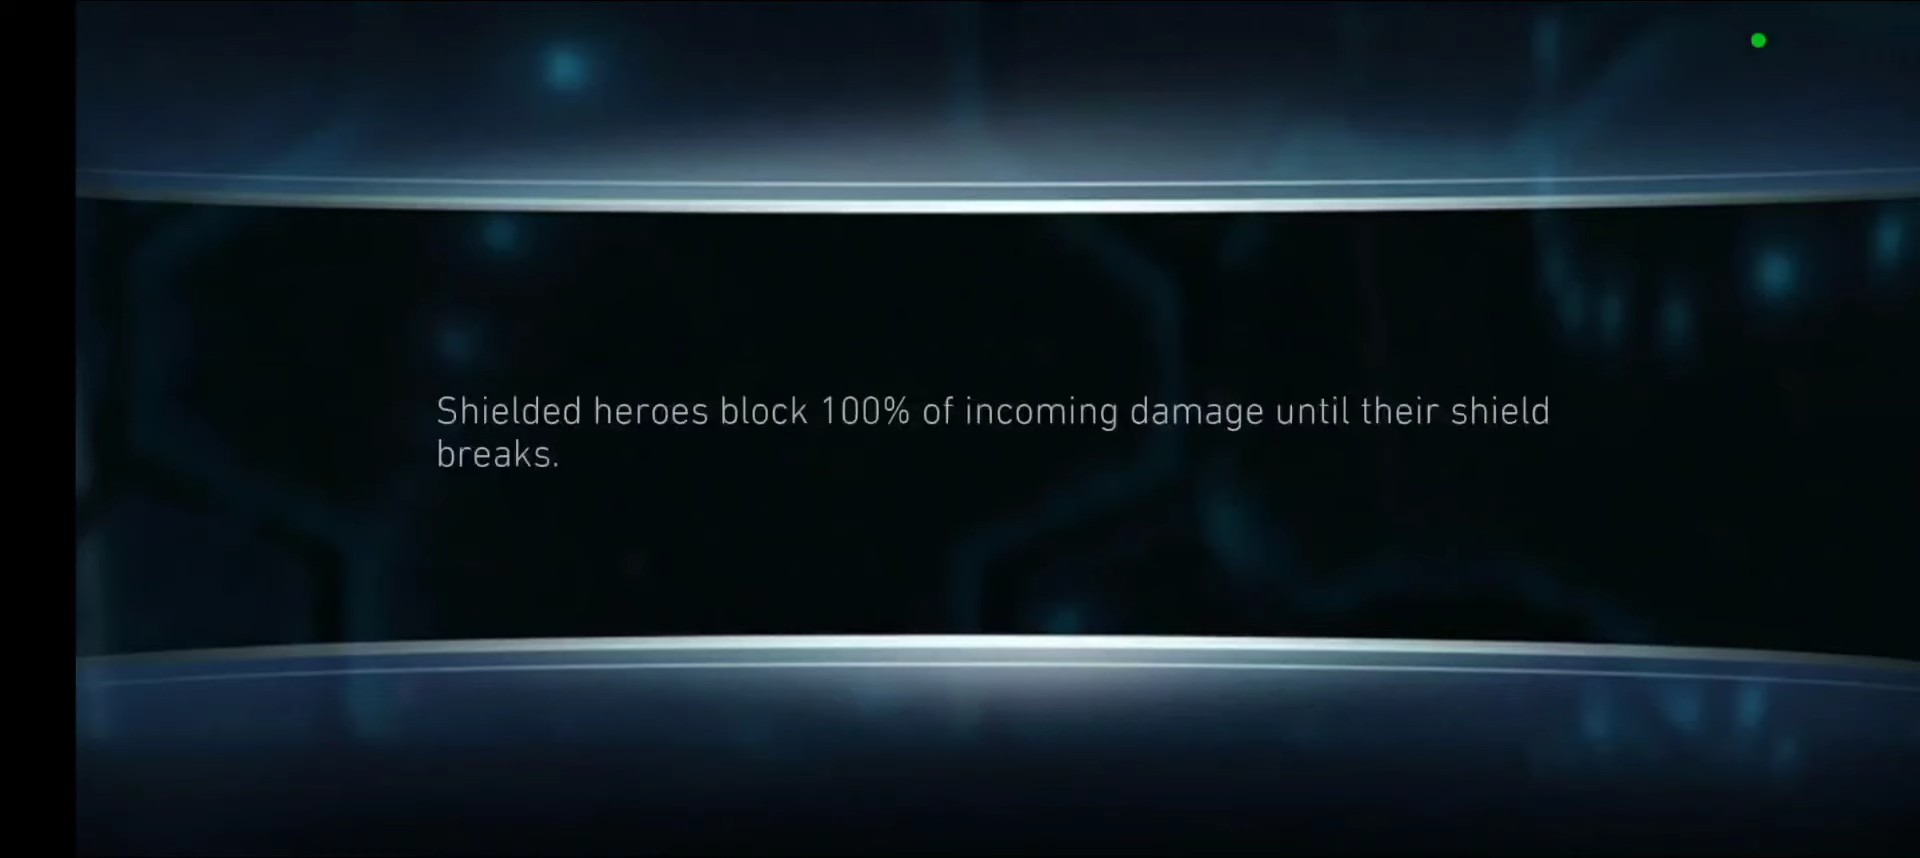 Shielded heroes block 100% of incoming damage until their shield
breaks.